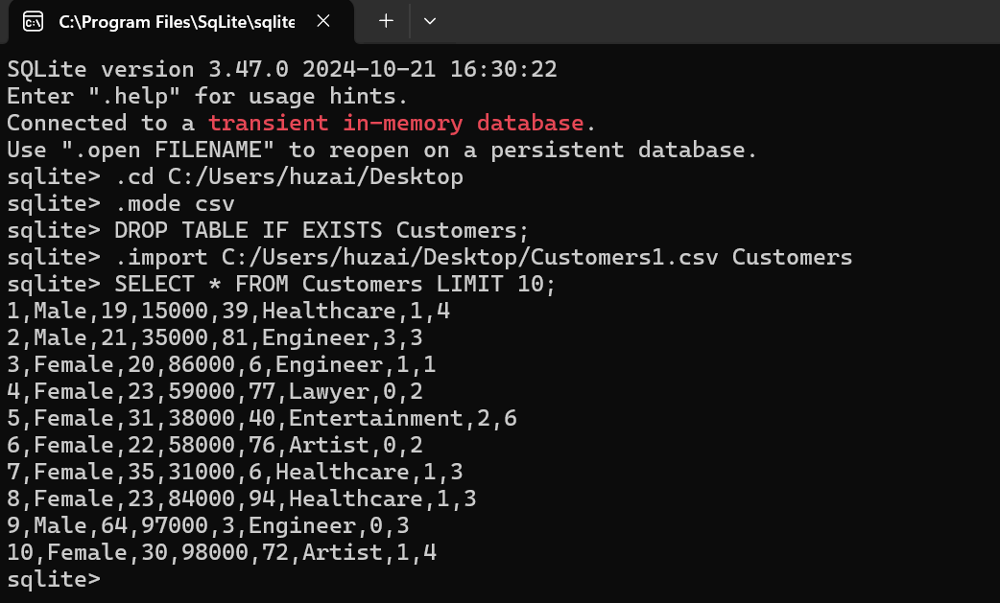 C:\Program Files\SqLite\sqlite
SQLite version 3.47.0 2024-10-21 16:30:22
Enter ".help" for usage hints.
Connected to a transient in-memory database.
Use ".open FILENAME" to reopen on a persistent database.
sqlite> .cd C:/Users/huzai/Desktop
sqlite> .mode csv
sqlite> DROP TABLE IF EXISTS Customers;
sqlite> .import C:/Users/huzai/Desktop/Customers1.csv Customers
sqlite> SELECT * FROM Customers LIMIT 10;
1,Male,19,15000,39,Healthcare,1,4
2,Male,21,35000,81,Engineer,3,3
3,Female,20,86000,6,Engineer,1,1
4,Female,23,59000,77,Lawyer,0,2
5,Female,31,38000,40,Entertainment,2,6
6,Female,22,58000,76,Artist,0,2
7,Female,35,31000,6,Healthcare,1,3
8,Female,23,84000,94,Healthcare,1,3
9,Male,64,97000,3,Engineer,0,3
10,Female,30,98000,72,Artist,1,4
sqlite>